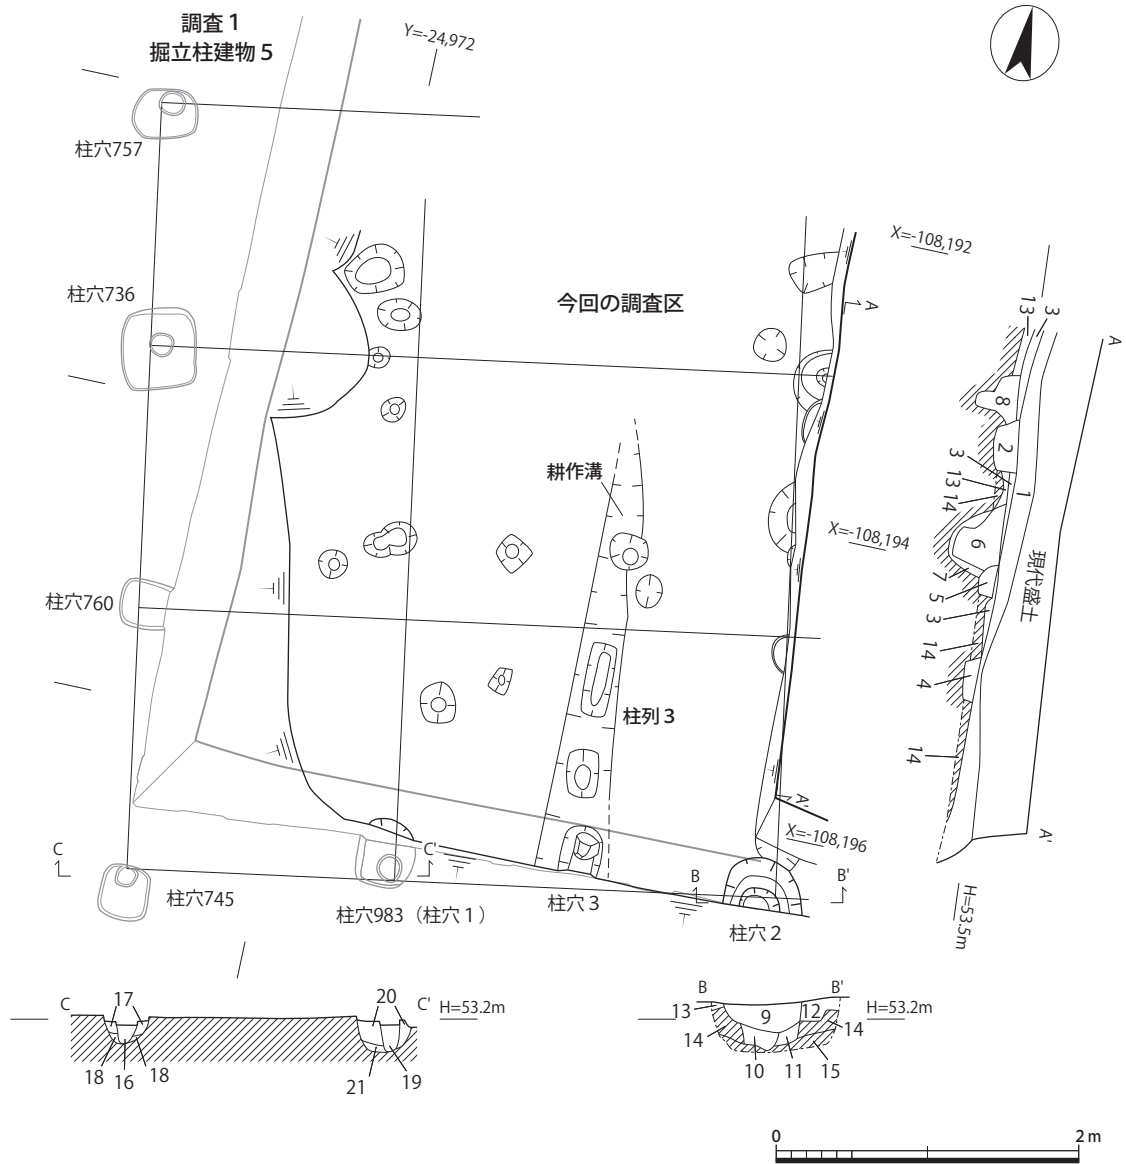 調査1
掘立柱建物5
Y=-24,972
柱穴757
柱穴736
今回の調査区
X=-108,192
A
13
3
A
8
2
3
13
14
1
耕作溝
X=-108,194
6
7
5
3
14
4
14
現代盛土
柱穴760
柱列3
A'
X=-108,196
A'
H=53.5m
C
C'
B
B'
柱穴745
柱穴983（柱穴1）
柱穴3
柱穴2
C
17
20
C'
H=53.2m
18
16
18
21
19
B
B'
H=53.2m
13
9
12
14
14
10
11
15
0
2m